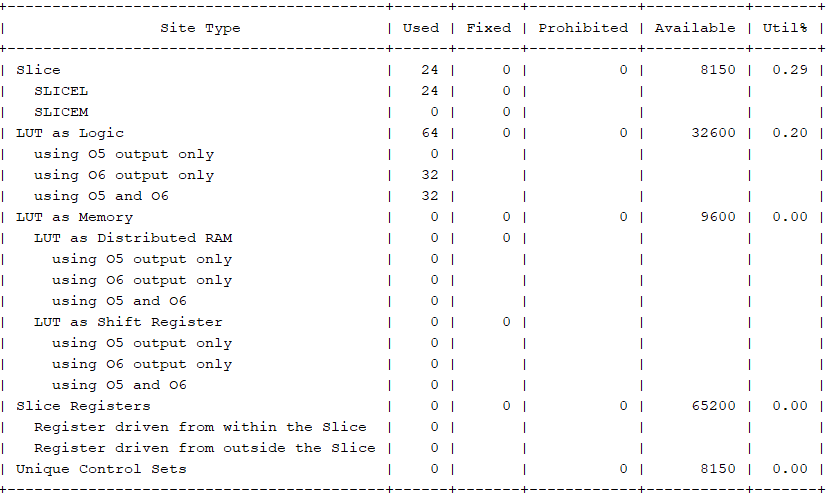 +------------------------------------------+-------+-------+------------+-----------+-------+
|                 Site Type                 | Used | Fixed | Prohibited | Available | Util% |
+------------------------------------------+-------+-------+------------+-----------+-------+
| Slice                                     |   24 |     0 |          0 |      8150 |  0.29 |
|   SLICEL                                  |   24 |     0 |            |           |       |
|   SLICEM                                  |    0 |     0 |            |           |       |
| LUT as Logic                              |   64 |     0 |          0 |     32600 |  0.20 |
|   using O5 output only                    |    0 |       |            |           |       |
|   using O6 output only                    |   32 |       |            |           |       |
|   using O5 and O6                         |   32 |       |            |           |       |
| LUT as Memory                             |    0 |     0 |          0 |      9600 |  0.00 |
|   LUT as Distributed RAM                  |    0 |     0 |            |           |       |
|     using O5 output only                  |    0 |       |            |           |       |
|     using O6 output only                  |    0 |       |            |           |       |
|     using O5 and O6                       |    0 |       |            |           |       |
|   LUT as Shift Register                   |    0 |     0 |            |           |       |
|     using O5 output only                  |    0 |       |            |           |       |
|     using O6 output only                  |    0 |       |            |           |       |
|     using O5 and O6                       |    0 |       |            |           |       |
| Slice Registers                           |    0 |     0 |          0 |     65200 |  0.00 |
|   Register driven from within the Slice   |    0 |       |            |           |       |
|   Register driven from outside the Slice  |    0 |       |            |           |       |
| Unique Control Sets                       |    0 |       |          0 |      8150 |  0.00 |
+------------------------------------------+-------+-------+------------+-----------+-------+